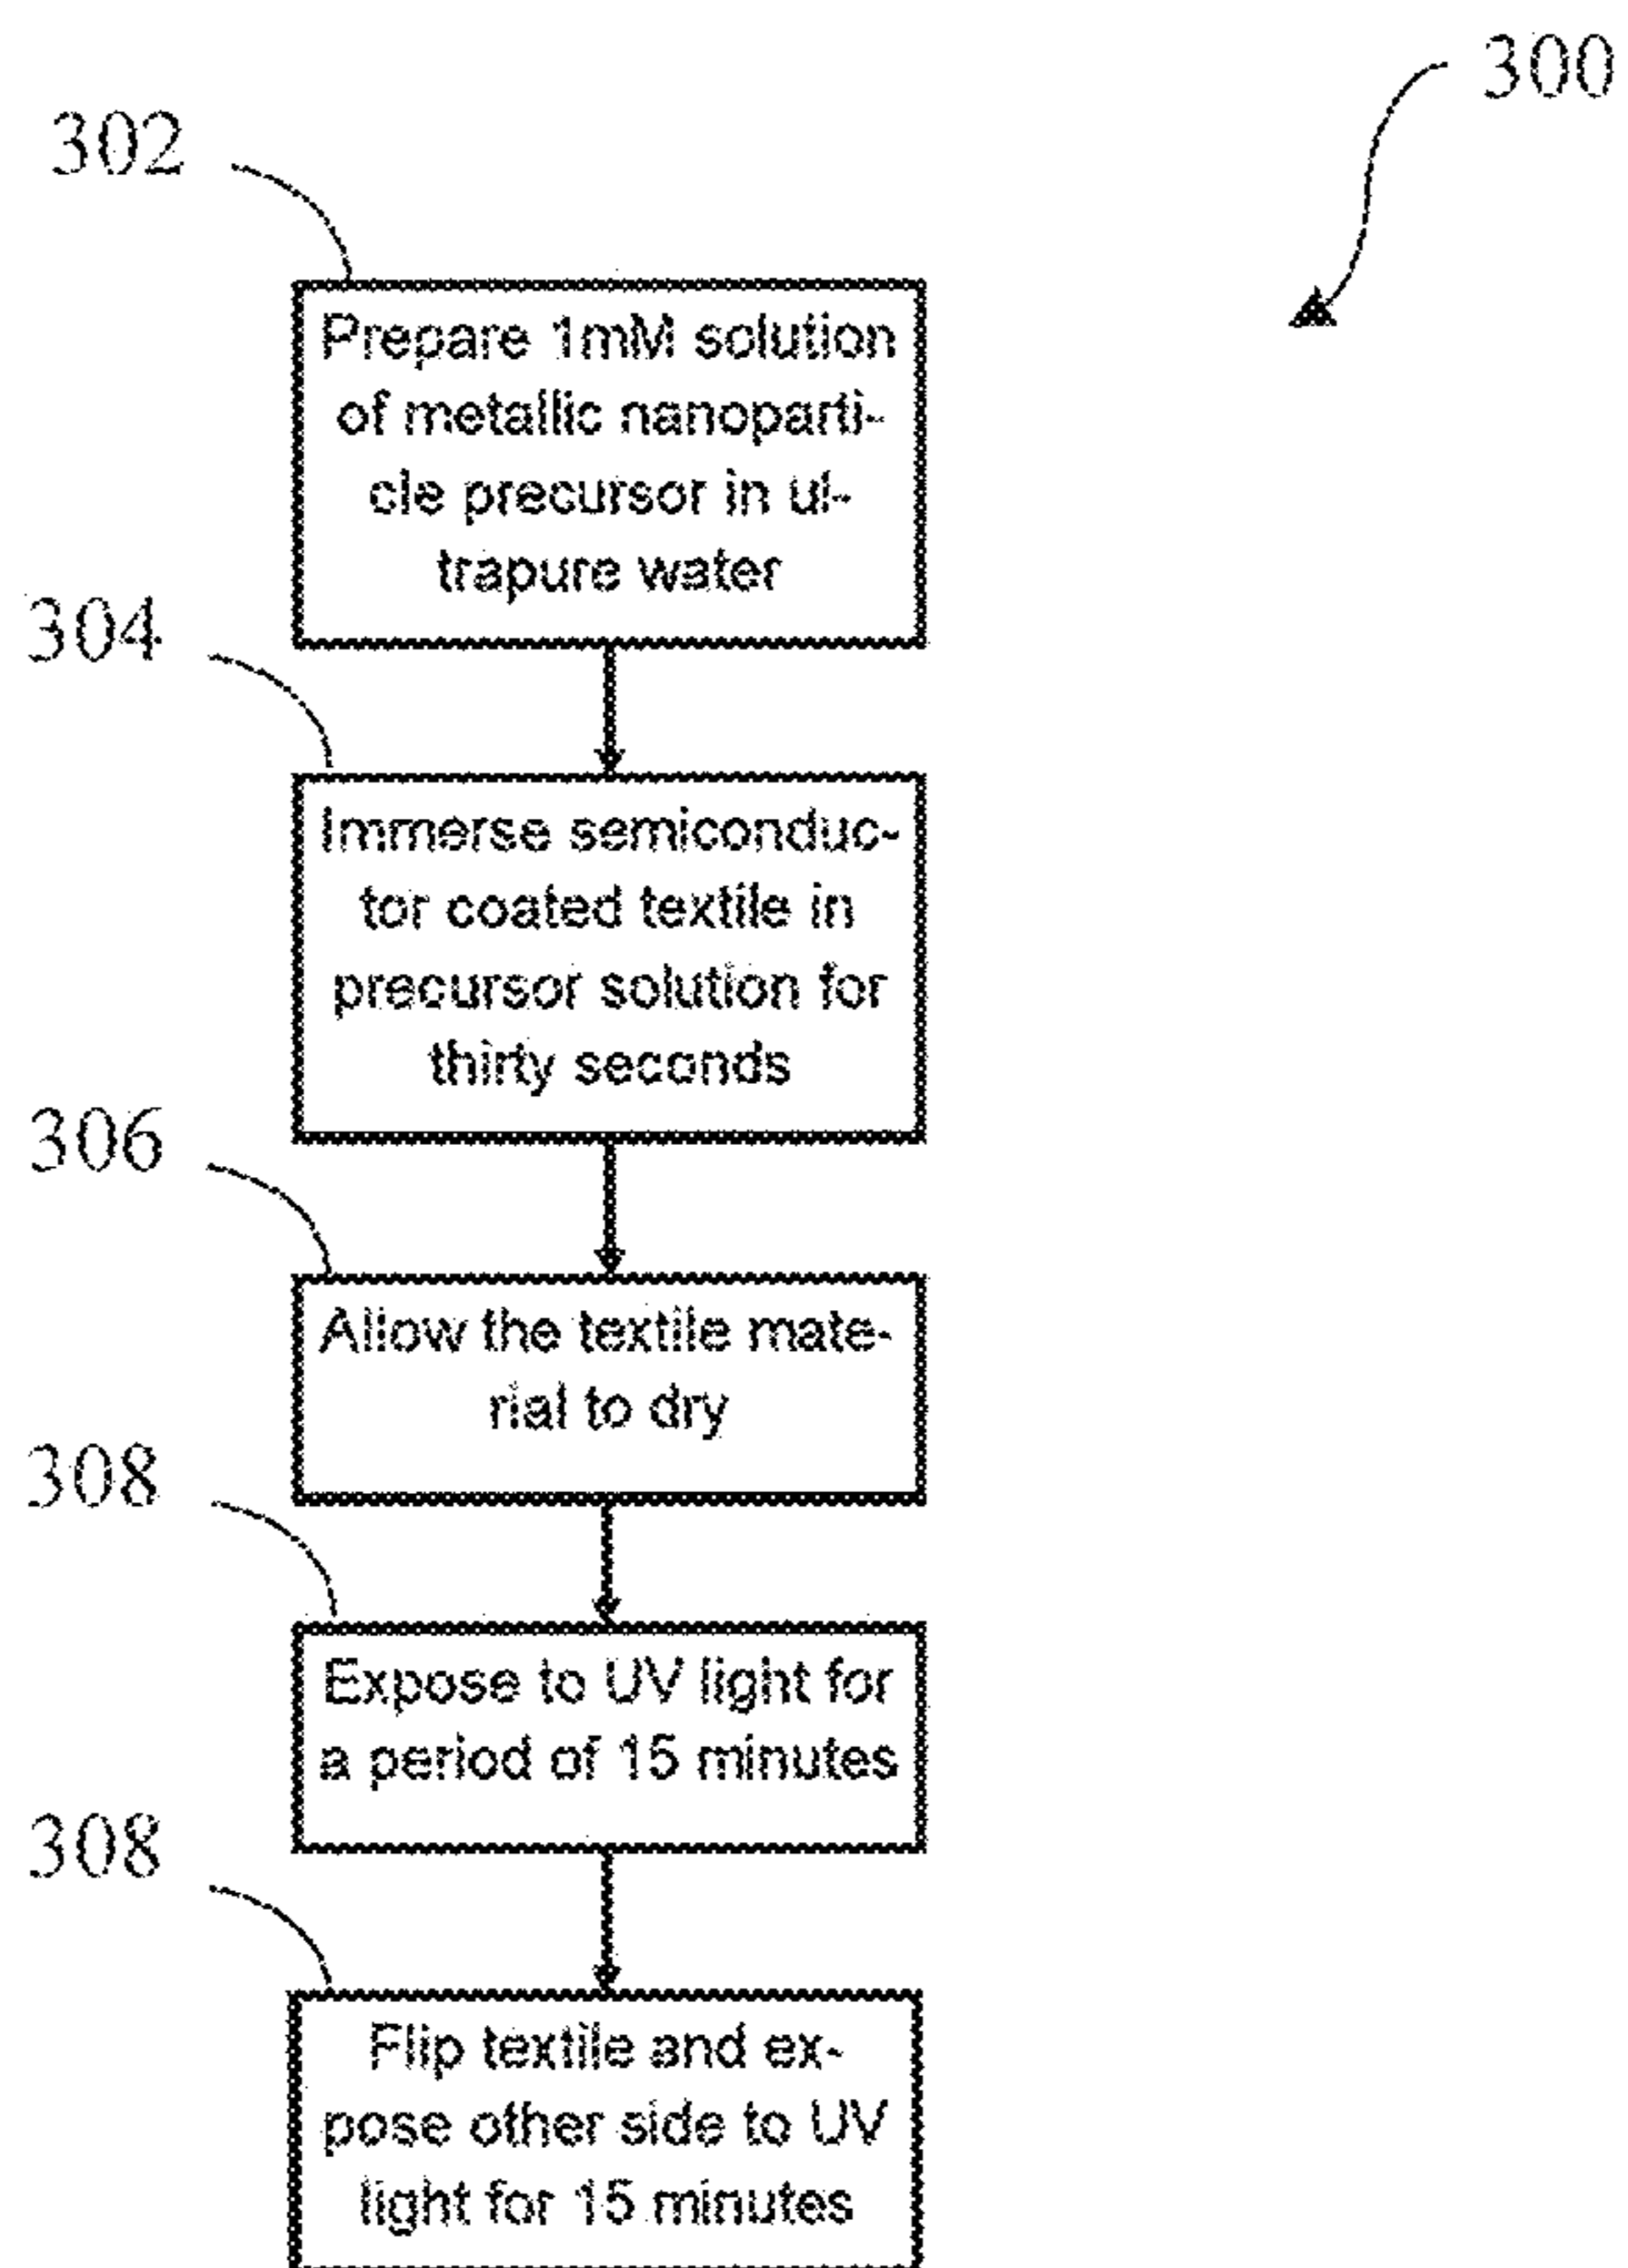 300
302
Prepare 1mM solution
of metallic nanoparti-
cle precursor in ul-
trapure water
304
Immerse semiconduc-
tor coated textile in
precursor solution for
thirty seconds
306
Allow the textile mate-
rial to dry
308
Expose to UV light for
a period of 15 minutes
308
Flip textile and ex-
pose other side to UV
light for 15 minutes